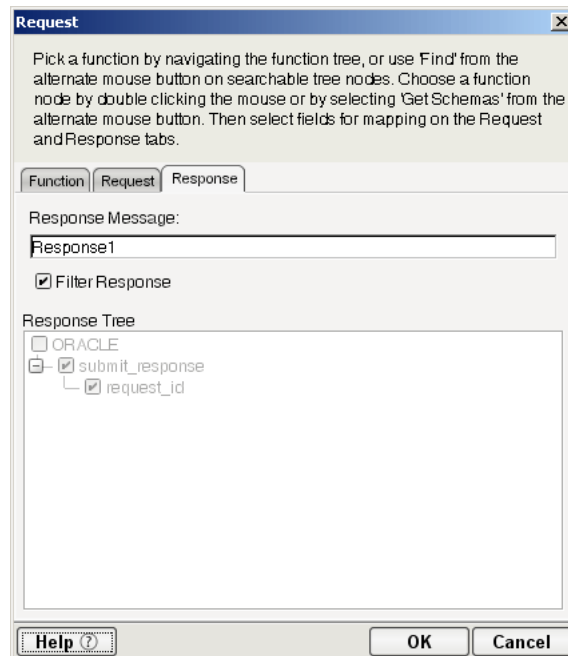 Request
Pick a function by navigating the function tree, or use 'Find' from the
alternate mouse button on searchable tree nodes. Choose a function
node by double clicking the mouse or by selecting 'Get Schemas' from the
alternate mouse button. Then select fields for mapping on the Request
and Response tabs.
Function Request Response
Response Message:
Response1
Filter Response
Response Tree
ORACLE
submit_response
request_id
Help ? OK Cancel